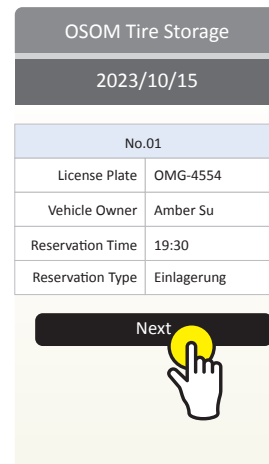 OSOM Tire Storage
2023/10/15
No.01
License Plate OMG-4554
Vehicle Owner Amber Su
Reservation Time 19:30
Reservation Type Einlagerung
Next